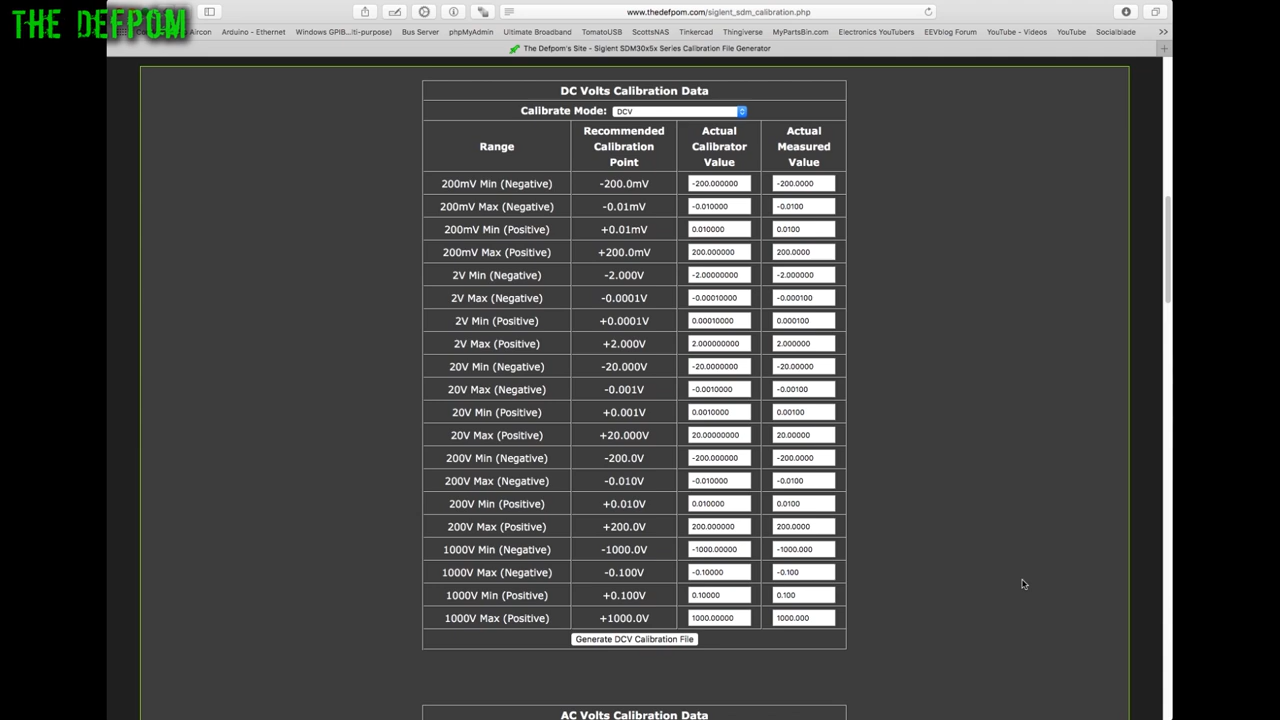 THE DEFPOM
www.thedefpom.com/siglent_sdm_calibration.php
Aircon Arduino - Ethernet Windows GPIB...ti-purpose) Bus Server phpMyAdmin Ultimate Broadband TomatoUSB ScottsNAS Tinkercad Thingiverse MyPartsBin.com Electronics YouTubers EEVblog Forum YouTube - Videos YouTube Socialblade >>
The Defpom's Site - Siglent SDM30x5x Series Calibration File Generator +
DC Volts Calibration Data
Calibrate Mode: DCV
Range Recommended Calibration Point Actual Calibrator Value Actual Measured Value
200mV Min (Negative) -200.0mV -200.000000 -200.0000
200mV Max (Negative) -0.01mV -0.010000 -0.0100
200mV Min (Positive) +0.01mV 0.010000 0.0100
200mV Max (Positive) +200.0mV 200.000000 200.0000
2V Min (Negative) -2.000V -2.00000000 -2.000000
2V Max (Negative) -0.0001V -0.00010000 -0.000100
2V Min (Positive) +0.0001V 0.00010000 0.000100
2V Max (Positive) +2.000V 2.000000000 2.000000
20V Min (Negative) -20.000V -20.0000000 -20.00000
20V Max (Negative) -0.001V -0.0010000 -0.00100
20V Min (Positive) +0.001V 0.0010000 0.00100
20V Max (Positive) +20.000V 20.00000000 20.00000
200V Min (Negative) -200.0V -200.000000 -200.0000
200V Max (Negative) -0.010V -0.010000 -0.0100
200V Min (Positive) +0.010V 0.010000 0.0100
200V Max (Positive) +200.0V 200.000000 200.0000
1000V Min (Negative) -1000.0V -1000.00000 -1000.000
1000V Max (Negative) -0.100V -0.10000 -0.100
1000V Min (Positive) +0.100V 0.10000 0.100
1000V Max (Positive) +1000.0V 1000.00000 1000.000
Generate DCV Calibration File
AC Volts Calibration Data